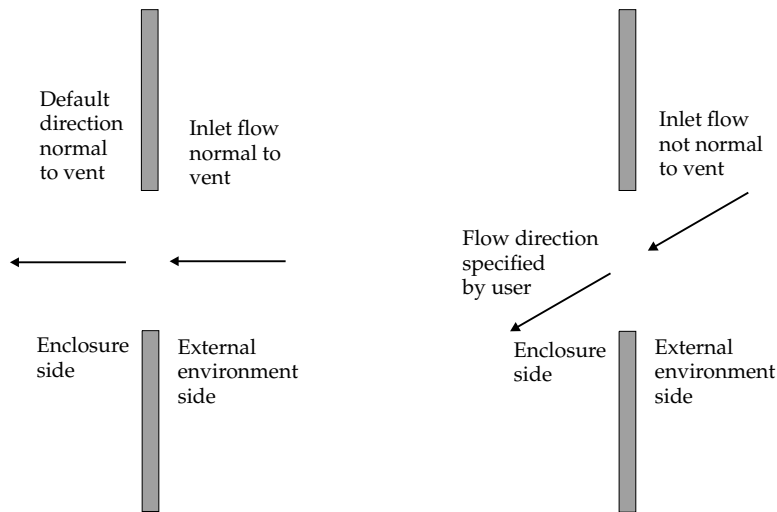 Default
direction
normal
to vent
Inlet flow
normal to
vent
Enclosure
side
External
environment
side
Inlet flow
not normal
to vent
Flow direction
specified
by user
Enclosure
side
External
environment
side